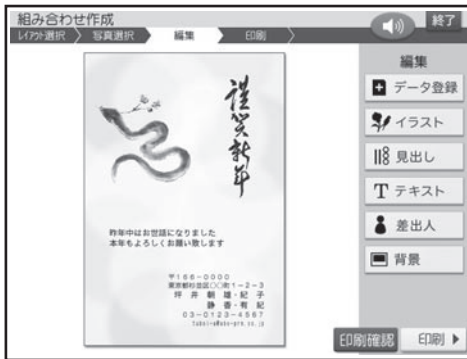 組み合わせ作成
終了
レイアウト選択
写真選択
編集
印刷
謹賀新年
昨年中はお世話になりました
本年もよろしくお願い致します
〒166-0000
東京都杉並区○○町1-2-3
坪井 朝雄・紀子
静香・有紀
03-0123-4567
編集
データ登録
イラスト
見出し
テキスト
差出人
背景
印刷確認
印刷